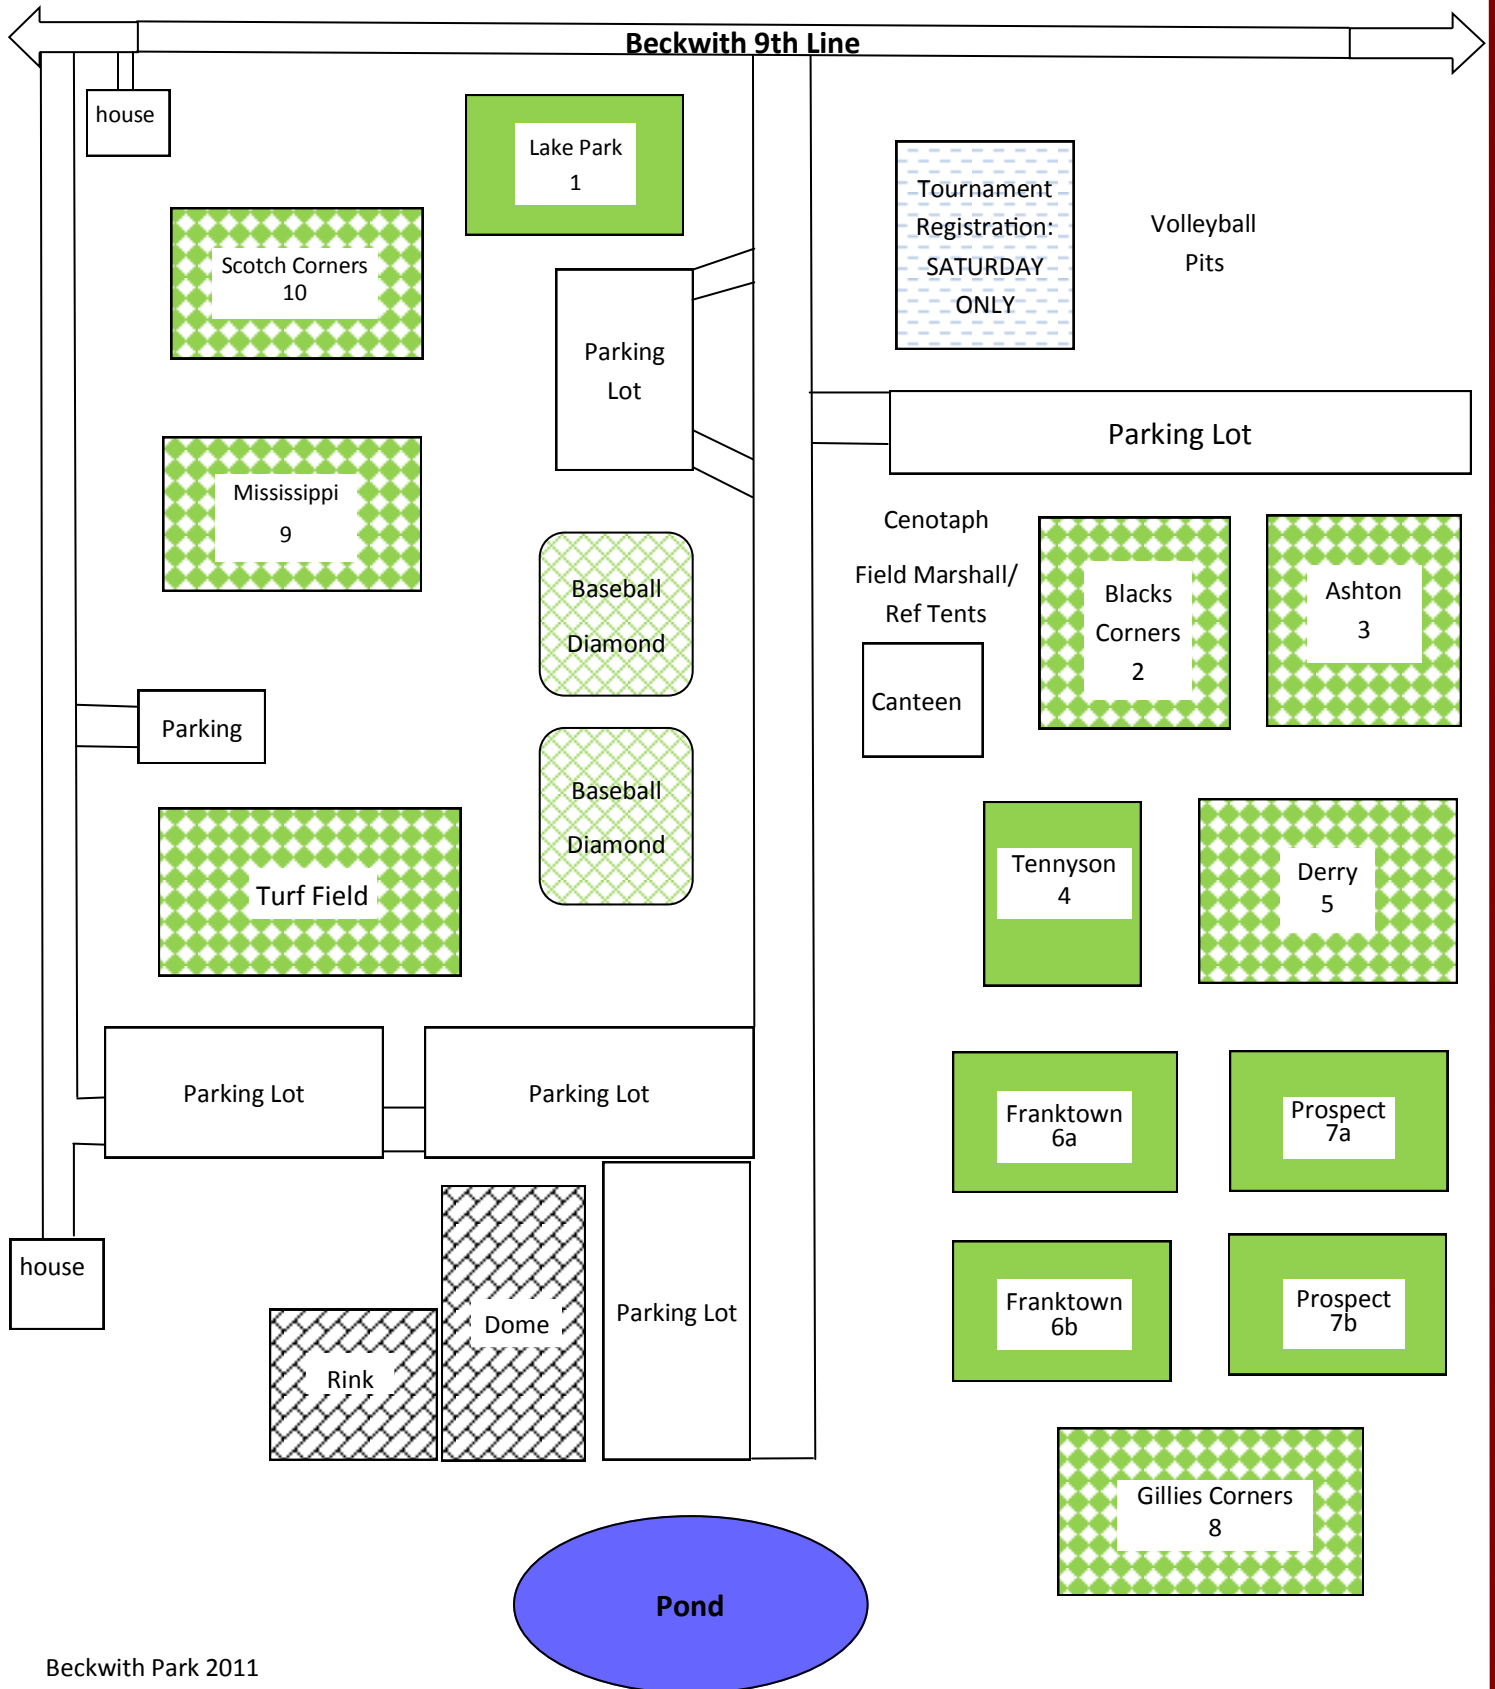 Beckwith 9th Line
house
Lake Park
1
Tournament
Registration:
SATURDAY
ONLY
Volleyball
Pits
Scotch Corners
10
Parking
Lot
Parking Lot
Mississippi
9
Cenotaph
Field Marshall/
Ref Tents
Baseball
Diamond
Blacks
Corners
2
Ashton
3
Canteen
Parking
Baseball
Diamond
Turf Field
Tennyson
4
Derry
5
Parking Lot
Parking Lot
Franktown
6a
Prospect
7a
house
Parking Lot
Dome
Rink
Franktown
6b
Prospect
7b
Gillies Corners
8
Pond
Beckwith Park 2011